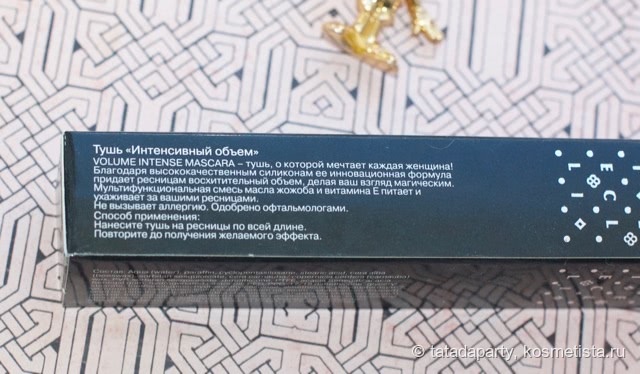 Тушь «Интенсивный объем»
VOLUME INTENSE MASCARA – тушь, о которой мечтает каждая женщина!
Благодаря высококачественным силиконам ее инновационная формула
придает ресницам восхитительный объем, делая ваш взгляд магическим.
Мультифункциональная смесь масла жожоба и витамина Е питает и
ухаживает за вашими ресницами.
Не вызывает аллергию. Одобрено офтальмологами.
Способ применения:
Нанесите тушь на ресницы по всей длине.
Повторите до получения желаемого эффекта.
Состав: Aqua (water),
© tatadaparty, kosmetista.ru